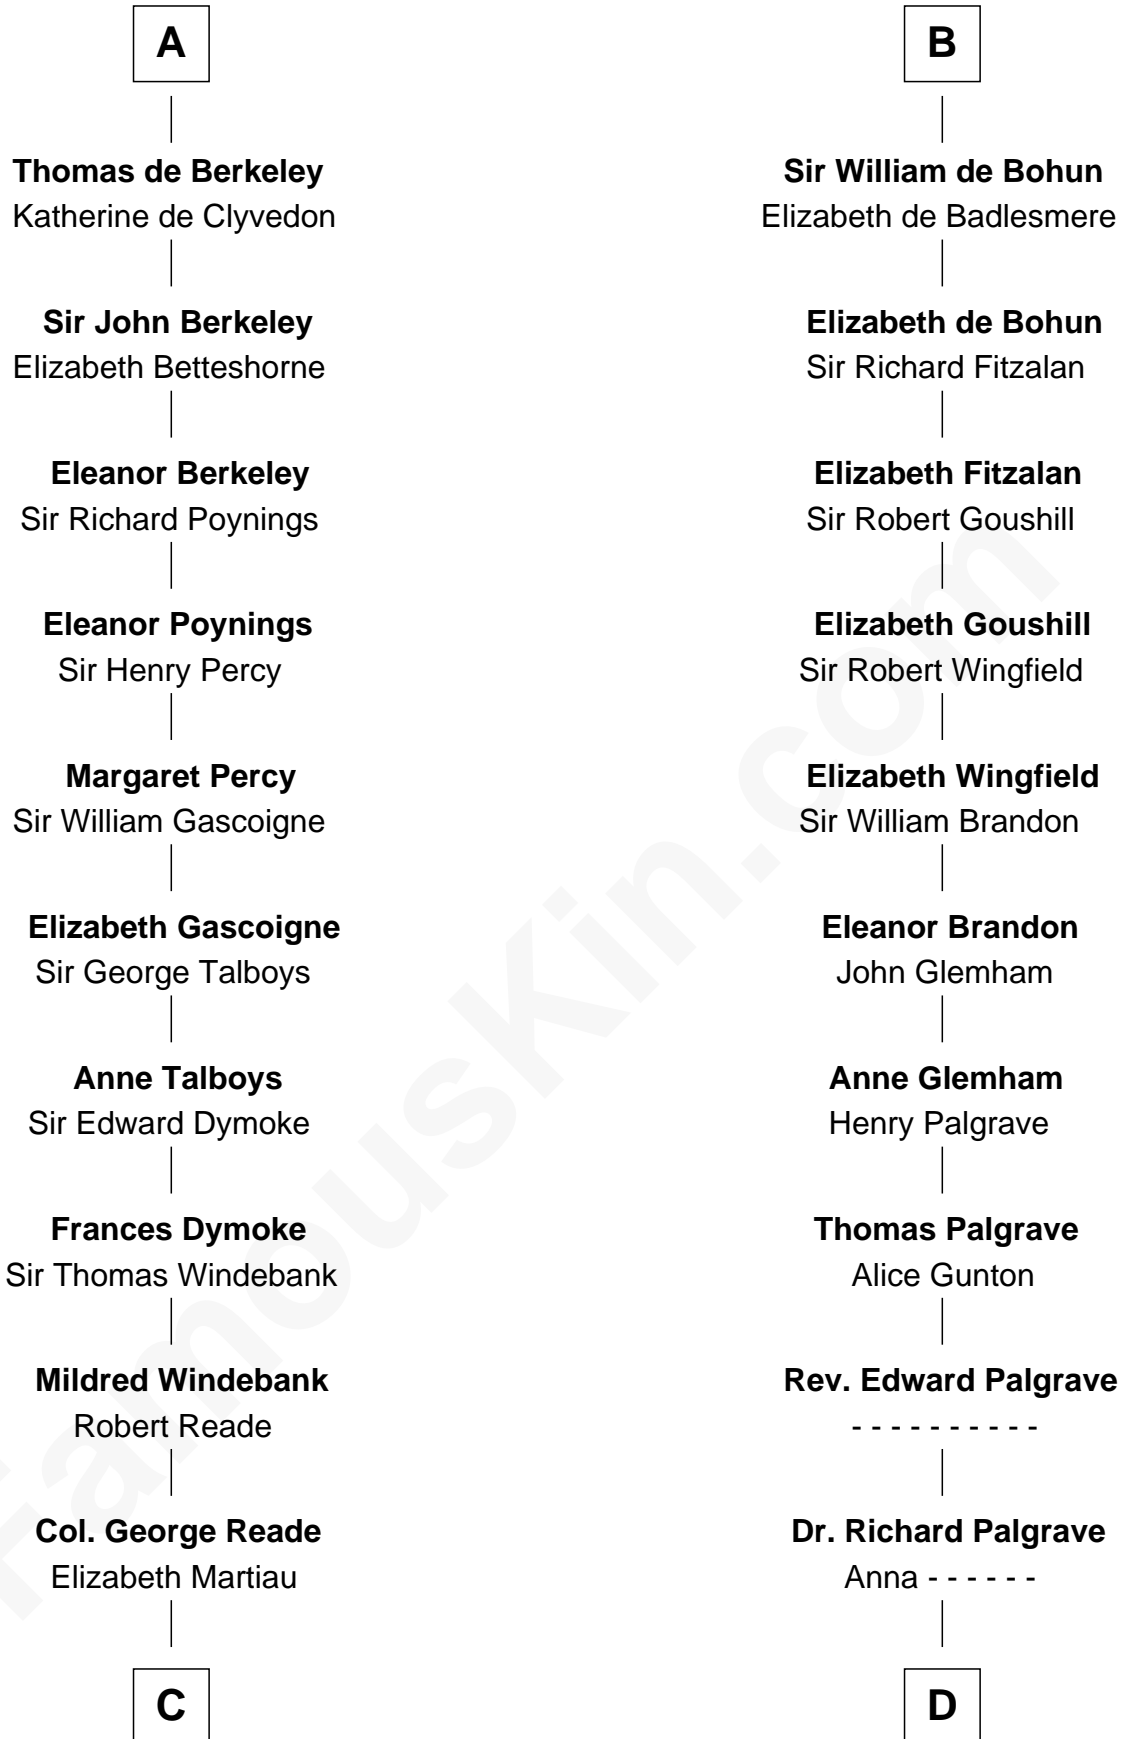 A
Thomas de Berkeley
Katherine de Clyvedon
Sir John Berkeley
Elizabeth Betteshorne
Eleanor Berkeley
Sir Richard Poynings
Eleanor Poynings
Sir Henry Percy
Margaret Percy
Sir William Gascoigne
Elizabeth Gascoigne
Sir George Talboys
Anne Talboys
Sir Edward Dymoke
Frances Dymoke
Sir Thomas Windebank
Mildred Windebank
Robert Reade
Col. George Reade
Elizabeth Martiau
C
B
Sir William de Bohun
Elizabeth de Badlesmere
Elizabeth de Bohun
Sir Richard Fitzalan
Elizabeth Fitzalan
Sir Robert Goushill
Elizabeth Goushill
Sir Robert Wingfield
Elizabeth Wingfield
Sir William Brandon
Eleanor Brandon
John Glemham
Anne Glemham
Henry Palgrave
Thomas Palgrave
Alice Gunton
Rev. Edward Palgrave
- - - - - - - - - -
Dr. Richard Palgrave
Anna - - - - - -
D
FamousKin.com